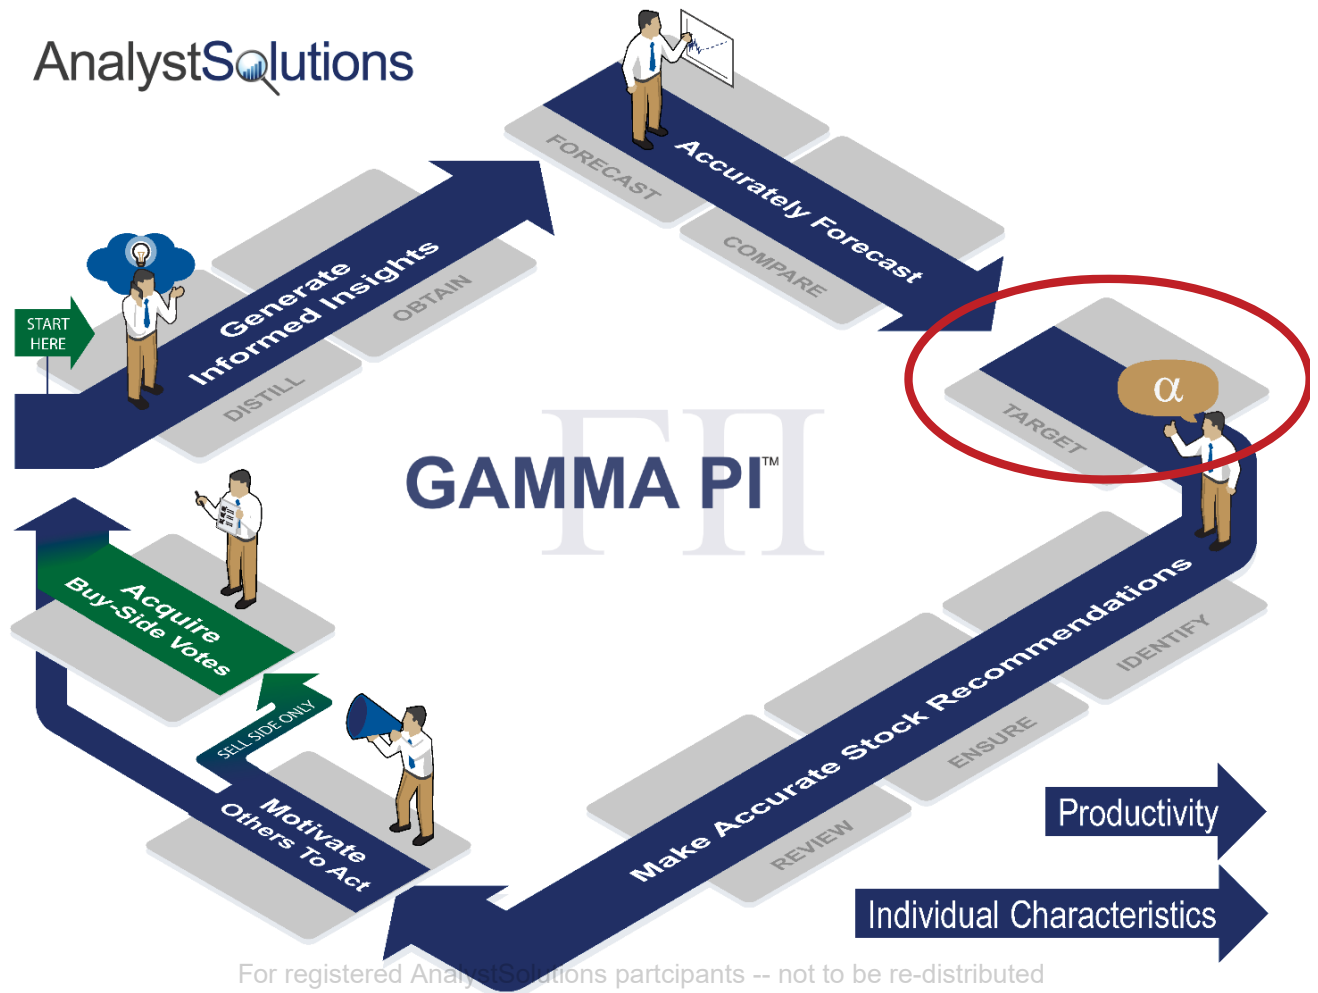 AnalystSolutions
START
HERE
Generate
Informed Insights
DISTILL
OBTAIN
Accurately Forecast
FORECAST
COMPARE
TARGET
α
ΓΠ
GAMMA PI™
Make Accurate Stock Recommendations
IDENTIFY
ENSURE
REVIEW
Motivate
Others To Act
SELL SIDE ONLY
Acquire
Buy-Side Votes
Productivity
Individual Characteristics
For registered AnalystSolutions partcipants -- not to be re-distributed